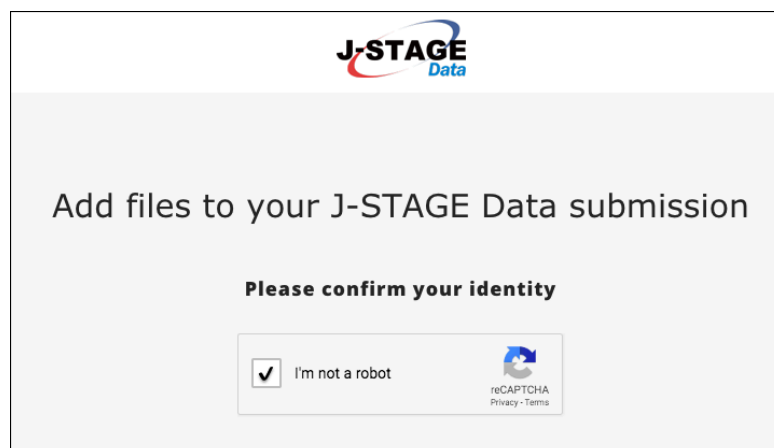 J-STAGE
Data
Add files to your J-STAGE Data submission
Please confirm your identity
I'm not a robot
reCAPTCHA
Privacy - Terms